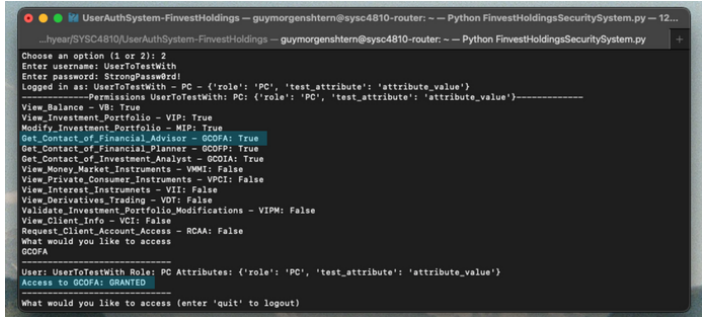 UserAuthSystem-FinvestHoldings — guymorgenshtern@sysc4810-router: ~ — Python FinvestHoldingsSecuritySystem.py — 12...
...hyear/SYSC4810/UserAuthSystem-FinvestHoldings — guymorgenshtern@sysc4810-router: ~ — Python FinvestHoldingsSecuritySystem.py
+
Choose an option (1 or 2): 2
Enter username: UserToTestWith
Enter password: StrongPassw0rd!
Logged in as: UserToTestWith - PC - {'role': 'PC', 'test_attribute': 'attribute_value'}
--------------Permissions UserToTestWith: PC: {'role': 'PC', 'test_attribute': 'attribute_value'}--------------
View_Balance - VB: True
View_Investment_Portfolio - VIP: True
Modify_Investment_Portfolio - MIP: True
Get_Contact_of_Financial_Advisor - GCOFA: True
Get_Contact_of_Financial_Planner - GCOFP: True
Get_Contact_of_Investment_Analyst - GCOIA: True
View_Money_Market_Instruments - VMMI: False
View_Private_Consumer_Instruments - VPCI: False
View_Interest_Instrumnets - VII: False
View_Derivatives_Trading - VDT: False
Validate_Investment_Portfolio_Modifications - VIPM: False
View_Client_Info - VCI: False
Request_Client_Account_Access - RCAA: False
What would you like to access
GCOFA
----------------------------
User: UserToTestWith Role: PC Attributes: {'role': 'PC', 'test_attribute': 'attribute_value'}
Access to GCOFA: GRANTED
----------------------------
What would you like to access (enter 'quit' to logout)